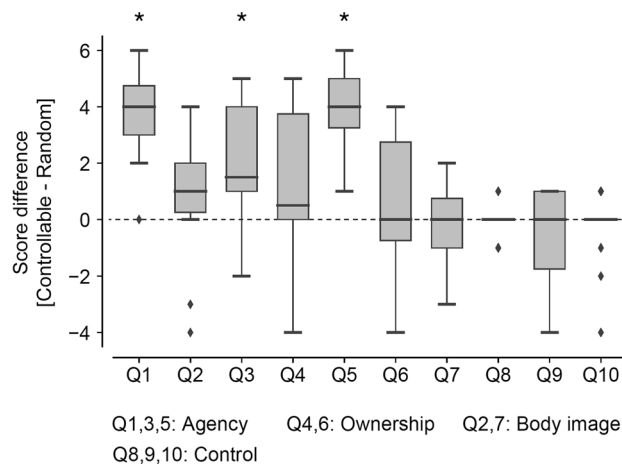 * * *
Score difference
[Controllable - Random]
6
4
2
0
−2
−4
Q1 Q2 Q3 Q4 Q5 Q6 Q7 Q8 Q9 Q10
Q1,3,5: Agency Q4,6: Ownership Q2,7: Body image
Q8,9,10: Control